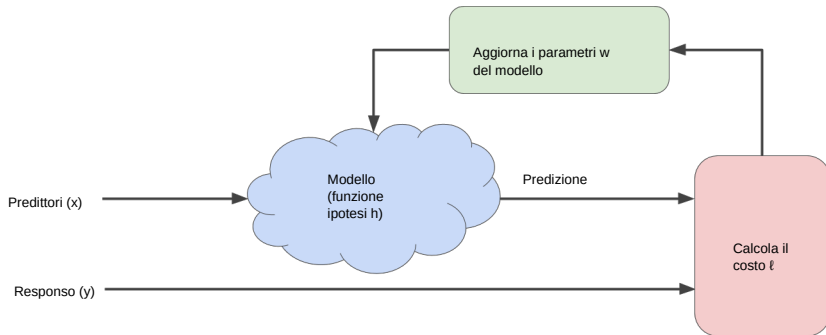 Aggiorna i parametri w
del modello
Modello
(funzione
ipotesi h)
Predizione
Predittori (x)
Calcola il
costo ℓ
Responso (y)